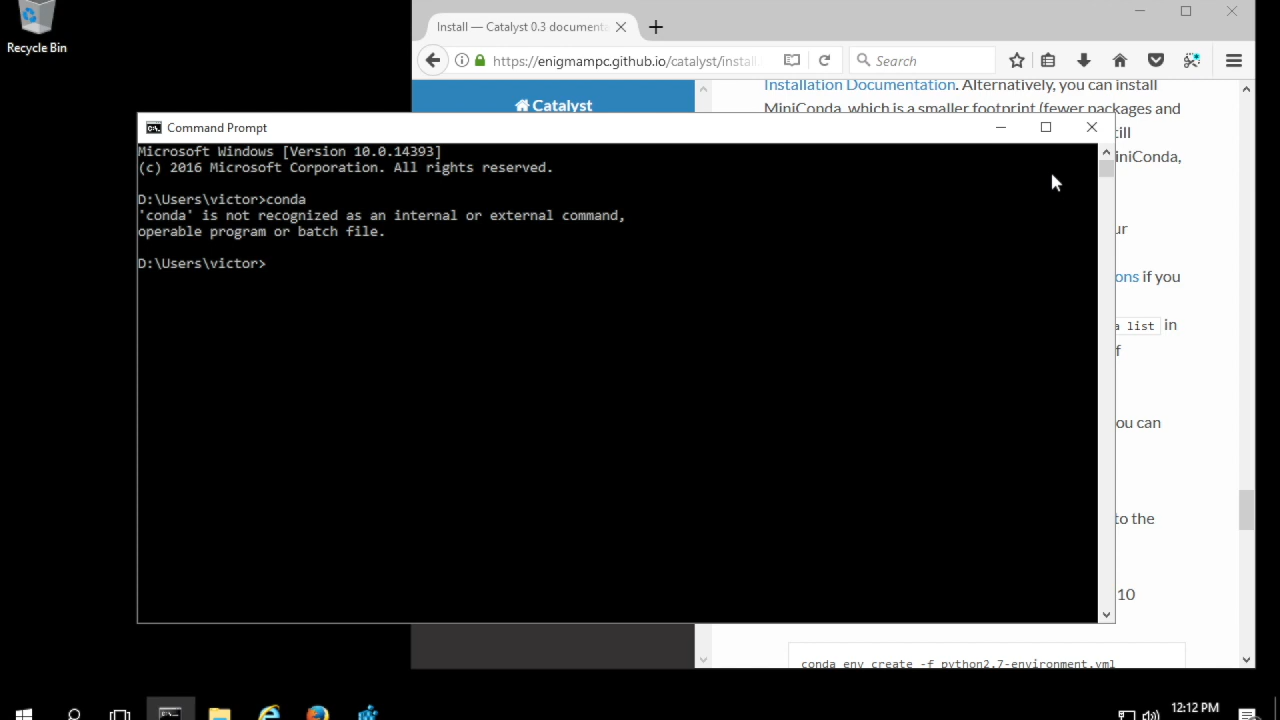 Recycle Bin
Install — Catalyst 0.3 documenta
https://enigmampc.github.io/catalyst/install.
Search
Catalyst
Installation Documentation. Alternatively, you can install
MiniConda, which is a smaller footprint (fewer packages and
till
iniConda,
ur
ons if you
a list in
f
ou can
to the
10
conda env create -f python2.7-environment.yml
Command Prompt
Microsoft Windows [Version 10.0.14393]
(c) 2016 Microsoft Corporation. All rights reserved.
D:\Users\victor>conda
'conda' is not recognized as an internal or external command,
operable program or batch file.
D:\Users\victor>
12:12 PM